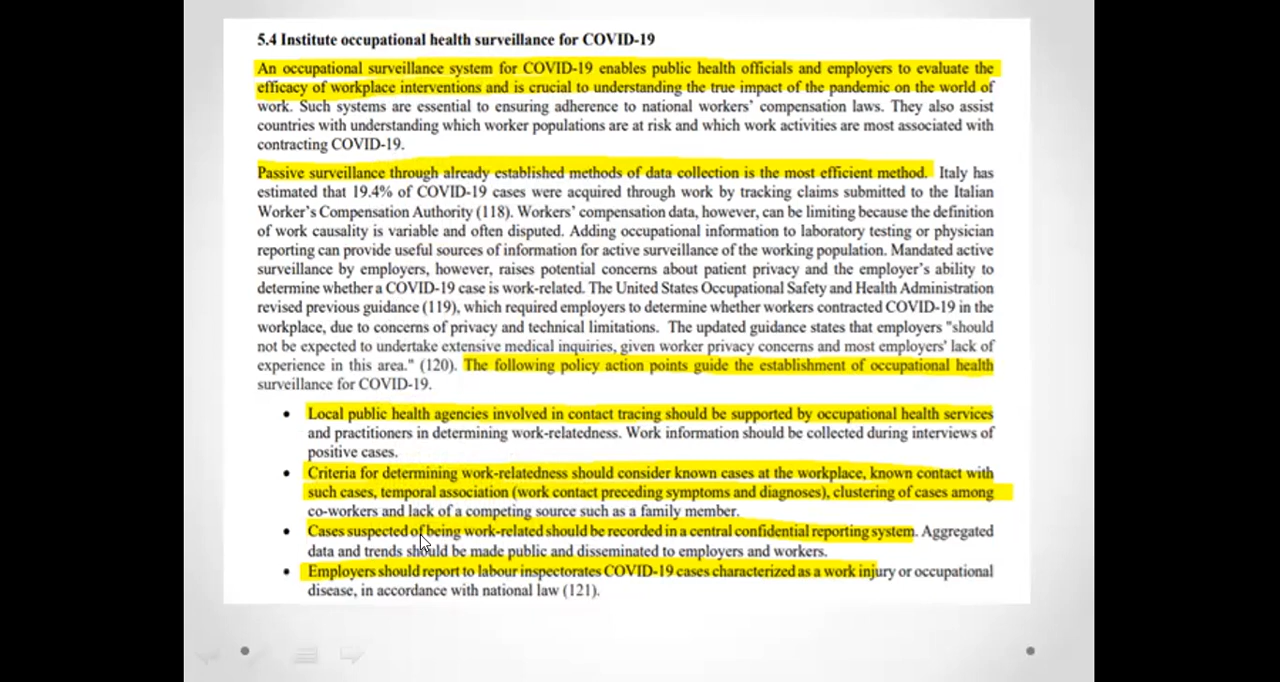 5.4 Institute occupational health surveillance for COVID-19
An occupational surveillance system for COVID-19 enables public health officials and employers to evaluate the
efficacy of workplace interventions and is crucial to understanding the true impact of the pandemic on the world of
work. Such systems are essential to ensuring adherence to national workers' compensation laws. They also assist
countries with understanding which worker populations are at risk and which work activities are most associated with
contracting COVID-19.
Passive surveillance through already established methods of data collection is the most efficient method. Italy has
estimated that 19.4% of COVID-19 cases were acquired through work by tracking claims submitted to the Italian
Worker's Compensation Authority (118). Workers' compensation data, however, can be limiting because the definition
of work causality is variable and often disputed. Adding occupational information to laboratory testing or physician
reporting can provide useful sources of information for active surveillance of the working population. Mandated active
surveillance by employers, however, raises potential concerns about patient privacy and the employer's ability to
determine whether a COVID-19 case is work-related. The United States Occupational Safety and Health Administration
revised previous guidance (119), which required employers to determine whether workers contracted COVID-19 in the
workplace, due to concerns of privacy and technical limitations. The updated guidance states that employers "should
not be expected to undertake extensive medical inquiries, given worker privacy concerns and most employers' lack of
experience in this area." (120). The following policy action points guide the establishment of occupational health
surveillance for COVID-19.
• Local public health agencies involved in contact tracing should be supported by occupational health services
and practitioners in determining work-relatedness. Work information should be collected during interviews of
positive cases.
• Criteria for determining work-relatedness should consider known cases at the workplace, known contact with
such cases, temporal association (work contact preceding symptoms and diagnoses), clustering of cases among
co-workers and lack of a competing source such as a family member.
• Cases suspected of being work-related should be recorded in a central confidential reporting system. Aggregated
data and trends should be made public and disseminated to employers and workers.
• Employers should report to labour inspectorates COVID-19 cases characterized as a work injury or occupational
disease, in accordance with national law (121).